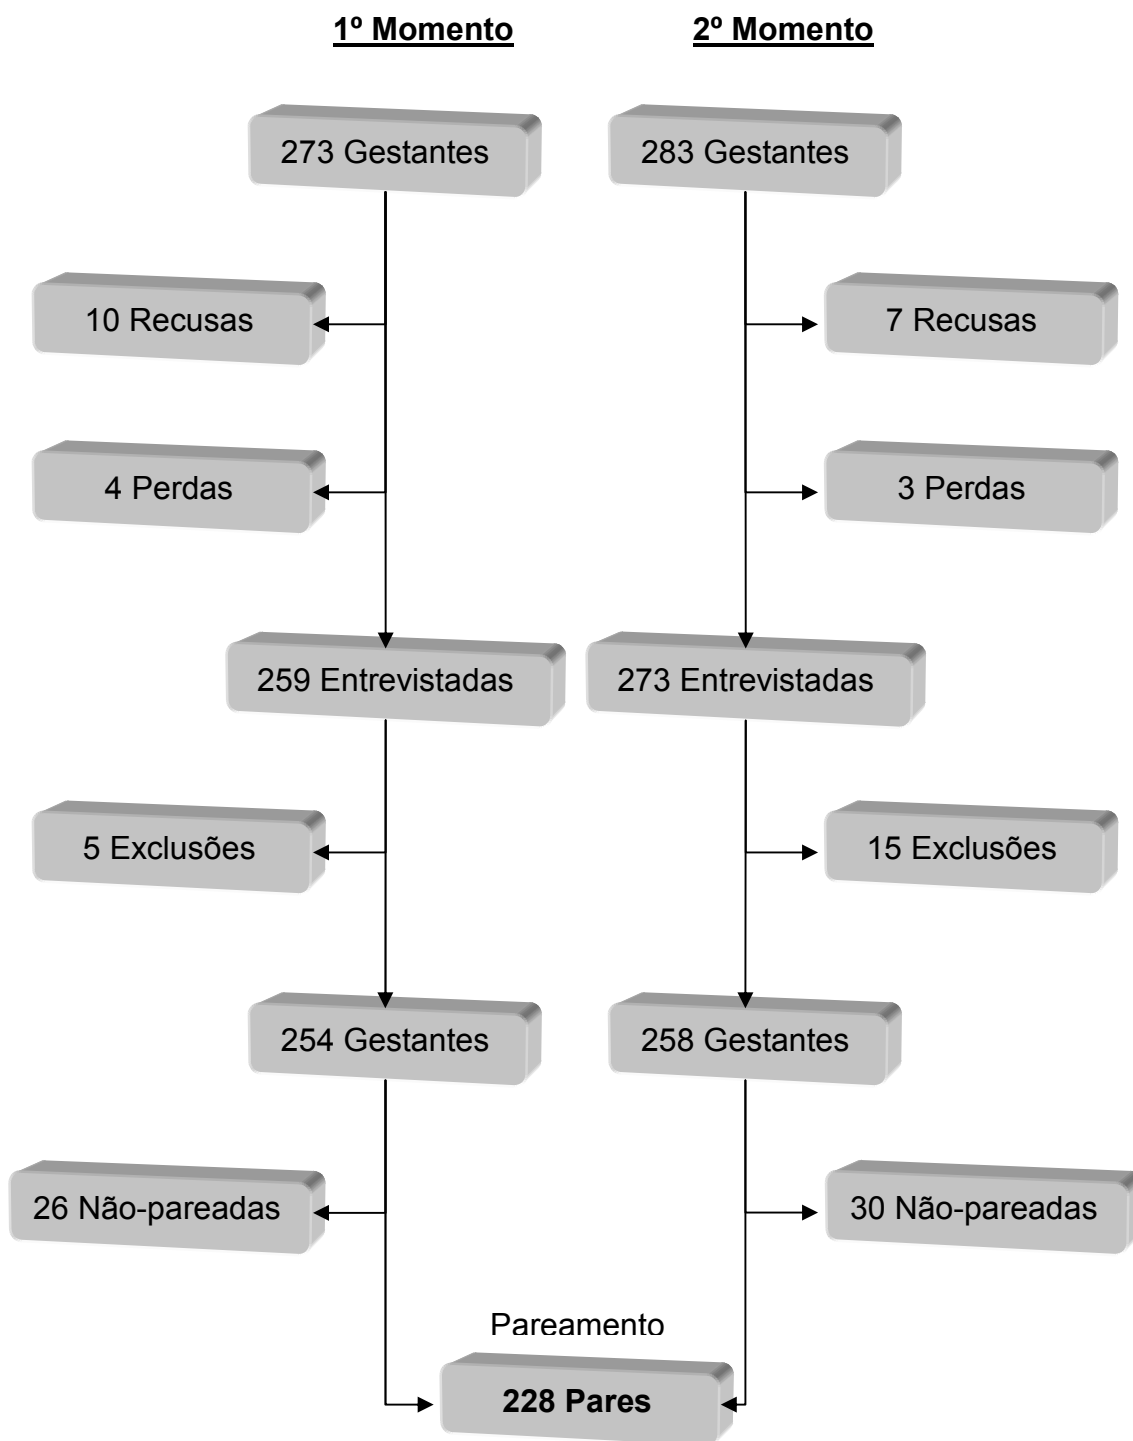 1º Momento
2º Momento
273 Gestantes
283 Gestantes
10 Recusas
7 Recusas
4 Perdas
3 Perdas
259 Entrevistadas
273 Entrevistadas
5 Exclusões
15 Exclusões
254 Gestantes
258 Gestantes
26 Não-pareadas
30 Não-pareadas
Pareamento
228 Pares